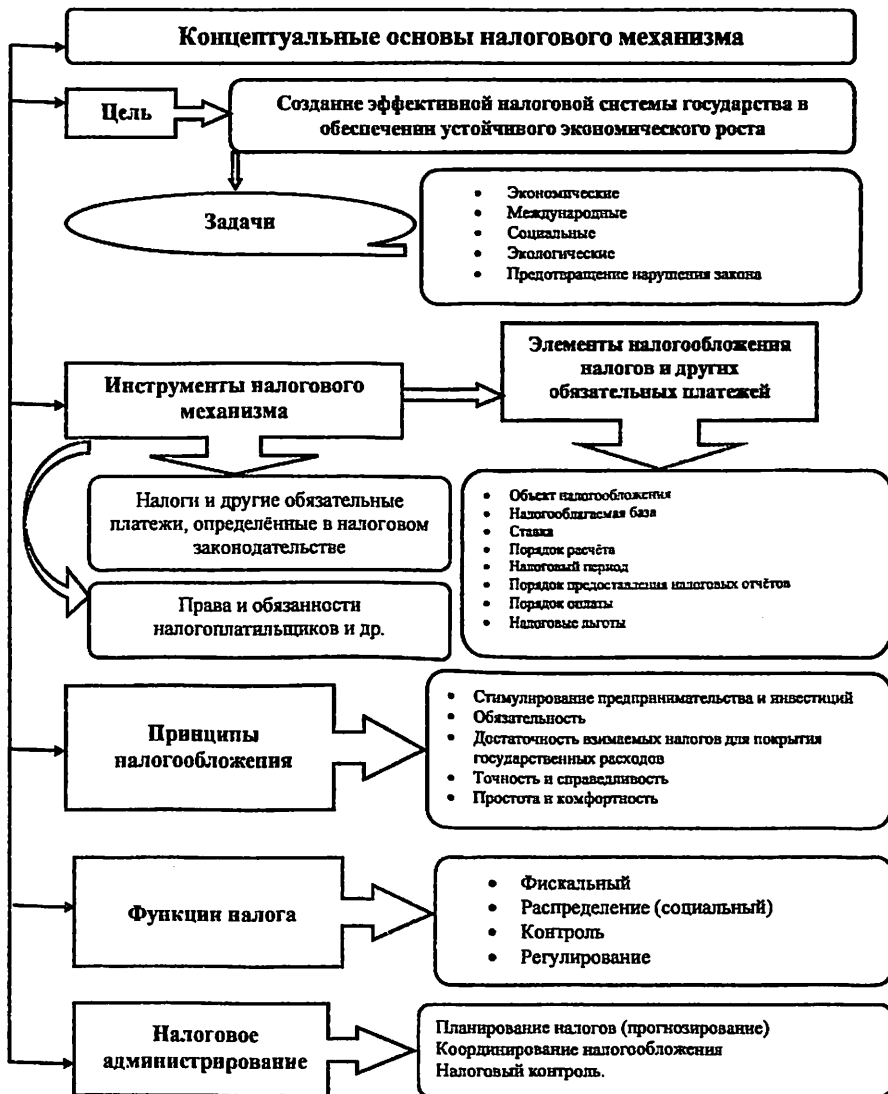 Концептуальные основы налогового механизма
Цель
Создание эффективной налоговой системы государства в
обеспечении устойчивого экономического роста
Задачи
• Экономические
• Международные
• Социальные
• Экологические
• Предотвращение нарушения закона
Инструменты налогового
механизма
Элементы налогообложения
налогов и других
обязательных платежей
Налоги и другие обязательные
платежи, определённые в налоговом
законодательстве
Права и обязанности
налогоплатильщиков и др.
• Объект налогообложения
• Налогооблагаемая база
• Ставка
• Порядок расчёта
• Налоговый период
• Порядок предоставления налоговых отчётов
• Порядок оплаты
• Налоговые льготы
Принципы
налогообложения
• Стимулирование предпринимательства и инвестиций
• Обязательность
• Достаточность взимаемых налогов для покрытия
государственных расходов
• Точность и справедливость
• Простота и комфортность
Функции налога
• Фискальный
• Распределение (социальный)
• Контроль
• Регулирование
Налоговое
администрирование
Планирование налогов (прогнозирование)
Координирование налогообложения
Налоговый контроль.